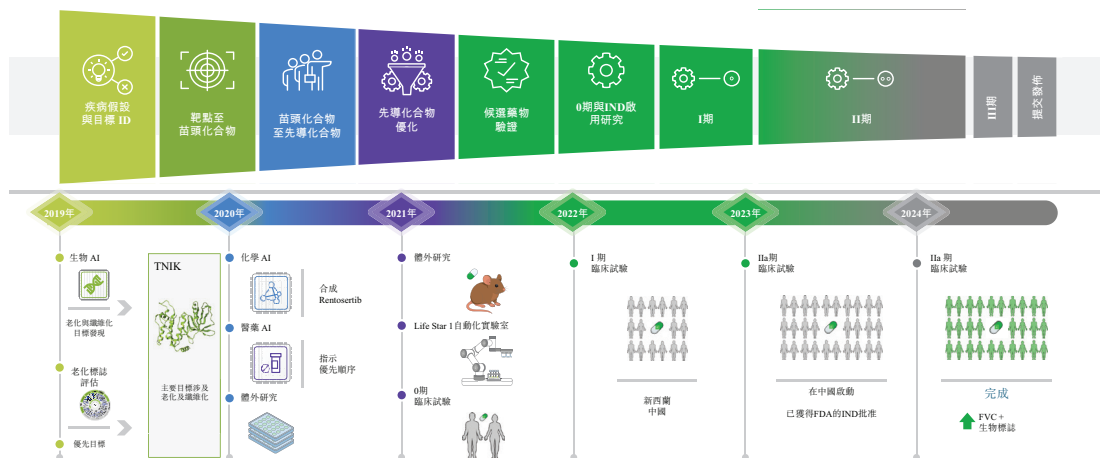 疾病假設
與目標 ID
靶點至
苗頭化合物
苗頭化合物
至先導化合物
先導化合物
優化
候選藥物
驗證
0期與IND啟
用研究
I期
II期
III期
提交發佈
2019年
2020年
2021年
2022年
2023年
2024年
生物 AI
老化與纖維化
目標發現
老化標誌
評估
優先目標
TNIK
主要目標涉及
老化及纖維化
化學 AI
合成
Rentosertib
醫藥 AI
指示
優先順序
體外研究
體外研究
Life Star 1自動化實驗室
0期
臨床試驗
I 期
臨床試驗
新西蘭
中國
IIa期
臨床試驗
在中國啟動
已獲得FDA的IND批准
IIa 期
臨床試驗
完成
FVC +
生物標誌